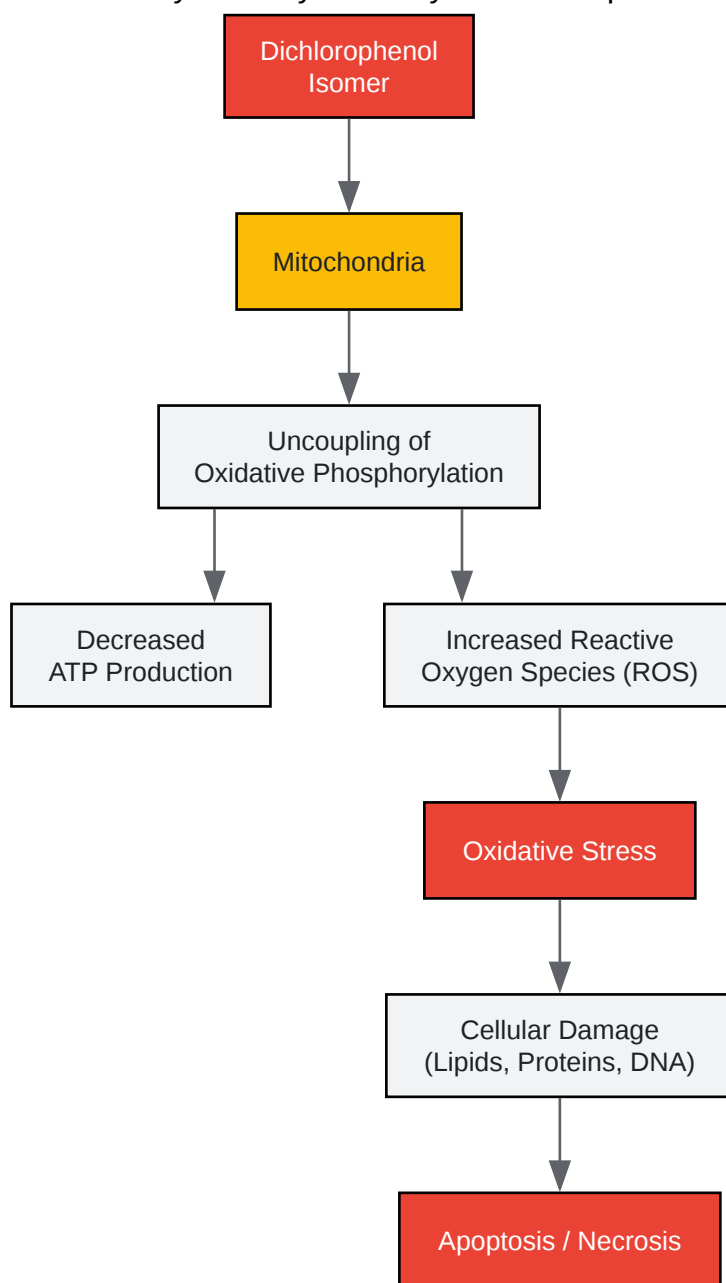 Dichlorophenol
Isomer
Mitochondria
Uncoupling of
Oxidative Phosphorylation
Decreased
ATP Production
Increased Reactive
Oxygen Species (ROS)
Oxidative Stress
Cellular Damage
(Lipids, Proteins, DNA)
Apoptosis / Necrosis